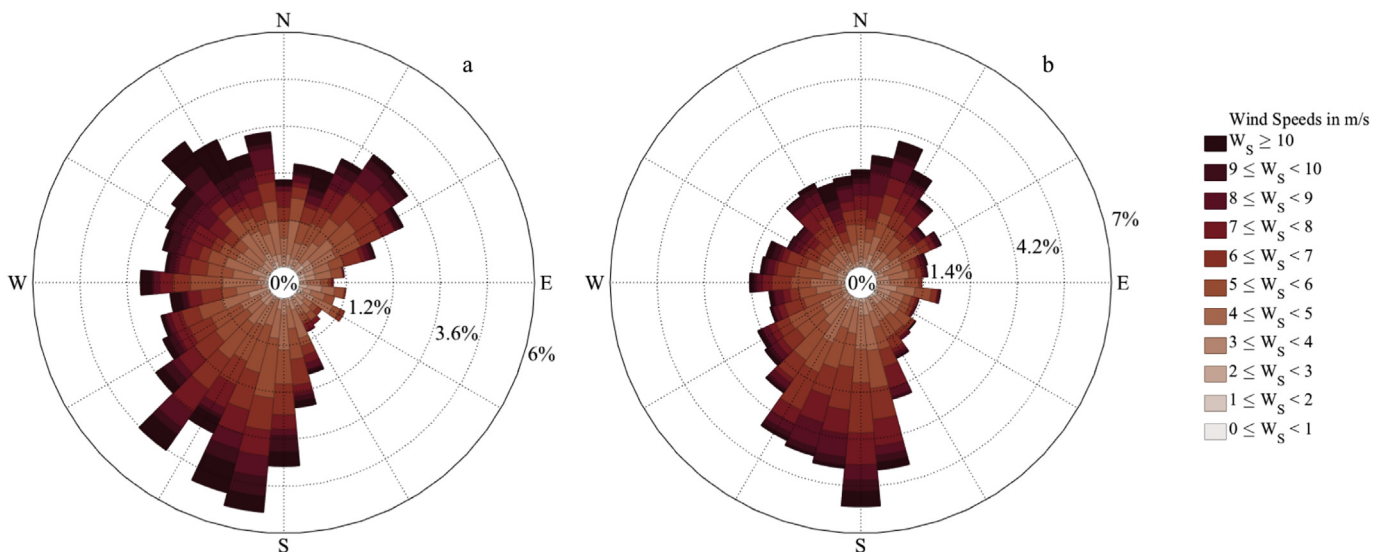 N
a
W
0%
E
1.2%
3.6%
6%
S
N
b
7%
4.2%
1.4%
0%
E
S
Wind Speeds in m/s
W_S ≥ 10
9 ≤ W_S < 10
8 ≤ W_S < 9
7 ≤ W_S < 8
6 ≤ W_S < 7
5 ≤ W_S < 6
4 ≤ W_S < 5
3 ≤ W_S < 4
2 ≤ W_S < 3
1 ≤ W_S < 2
0 ≤ W_S < 1
W